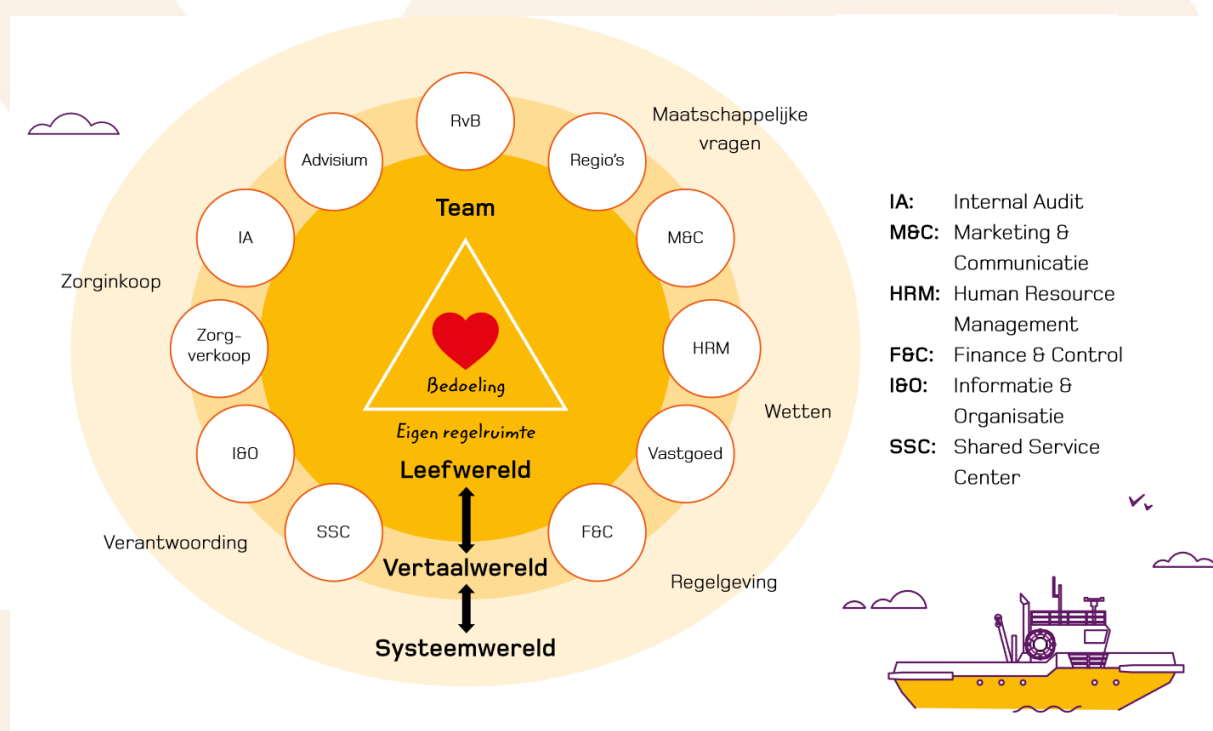 RvB
Advisium
Regio's
Maatschappelijke
vragen
IA
M&C
Team
Zorginkoop
Zorg-
verkoop
HRM
Bedoeling
Eigen regelruimte
Wetten
I&O
Vastgoed
Leefwereld
SSC
F&C
Verantwoording
Vertaalwereld
Regelgeving
Systeemwereld
IA: Internal Audit
M&C: Marketing &
Communicatie
HRM: Human Resource
Management
F&C: Finance & Control
I&O: Informatie &
Organisatie
SSC: Shared Service
Center